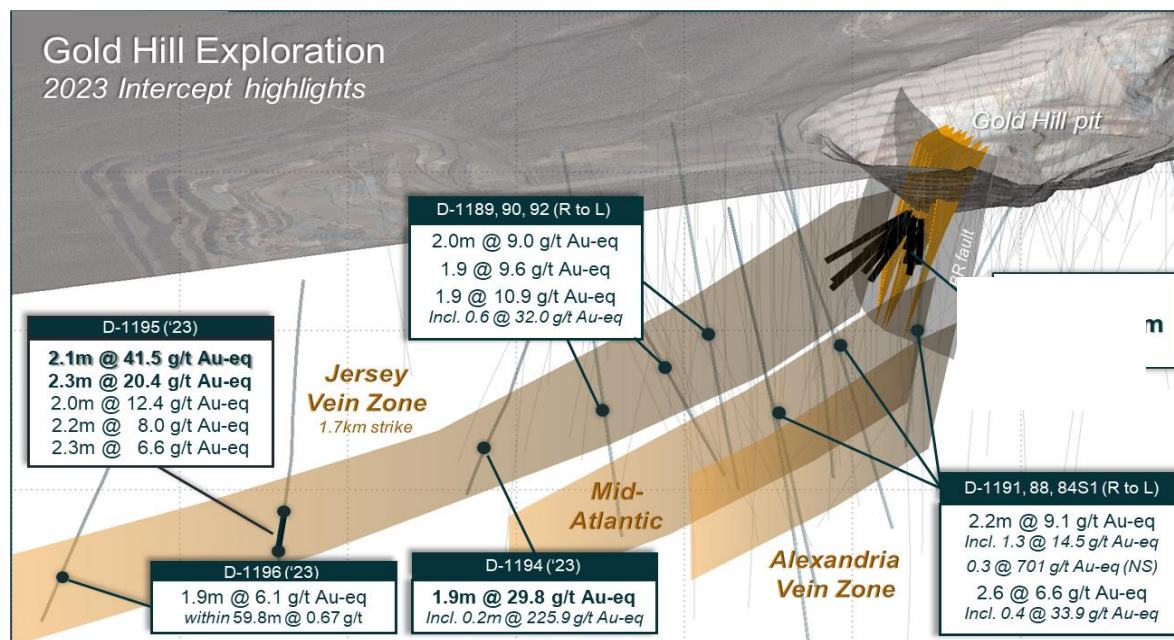 Gold Hill Exploration
2023 Intercept highlights
Gold Hill pit
D-1189, 90, 92 (R to L)
2.0m @ 9.0 g/t Au-eq
1.9 @ 9.6 g/t Au-eq
1.9 @ 10.9 g/t Au-eq
Incl. 0.6 @ 32.0 g/t Au-eq
BR fault
m
D-1195 ('23)
2.1m @ 41.5 g/t Au-eq
2.3m @ 20.4 g/t Au-eq
2.0m @ 12.4 g/t Au-eq
2.2m @ 8.0 g/t Au-eq
2.3m @ 6.6 g/t Au-eq
Jersey
Vein Zone
1.7km strike
Mid-
Atlantic
Alexandria
Vein Zone
D-1191, 88, 84S1 (R to L)
2.2m @ 9.1 g/t Au-eq
Incl. 1.3 @ 14.5 g/t Au-eq
0.3 @ 701 g/t Au-eq (NS)
2.6 @ 6.6 g/t Au-eq
Incl. 0.4 @ 33.9 g/t Au-eq
D-1196 ('23)
1.9m @ 6.1 g/t Au-eq
within 59.8m @ 0.67 g/t
D-1194 ('23)
1.9m @ 29.8 g/t Au-eq
Incl. 0.2m @ 225.9 g/t Au-eq